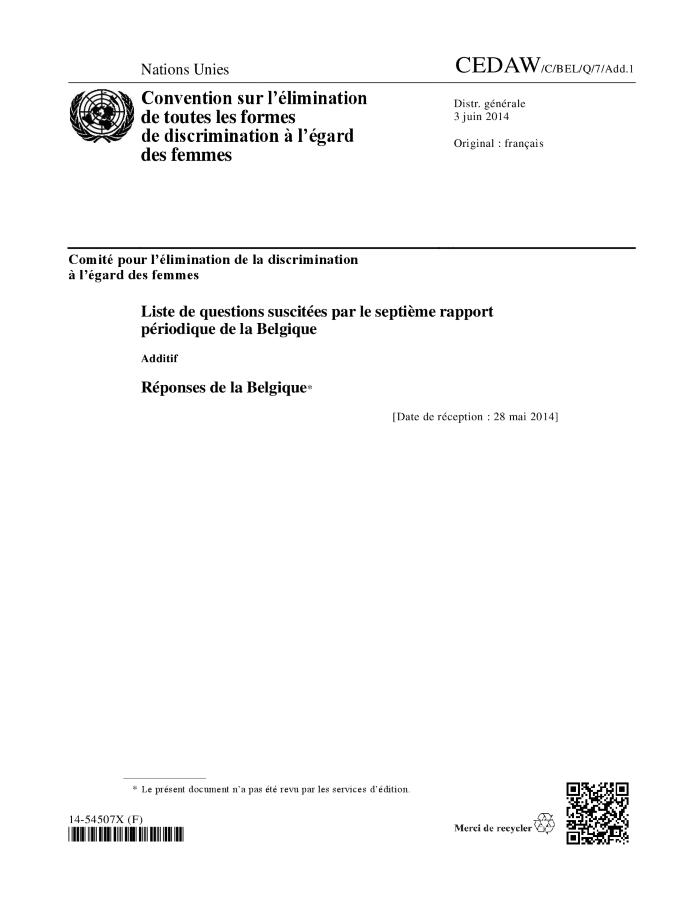 Nations Unies
CEDAW/C/BEL/Q/7/Add.1
Convention sur l’élimination
de toutes les formes
de discrimination à l’égard
des femmes
Distr. générale
3 juin 2014
Original : français
Comité pour l’élimination de la discrimination
à l’égard des femmes
Liste de questions suscitées par le septième rapport
périodique de la Belgique
Additif
Réponses de la Belgique*
[Date de réception : 28 mai 2014]
* Le présent document n’a pas été revu par les services d’édition.
14-54507X (F)
Merci de recycler